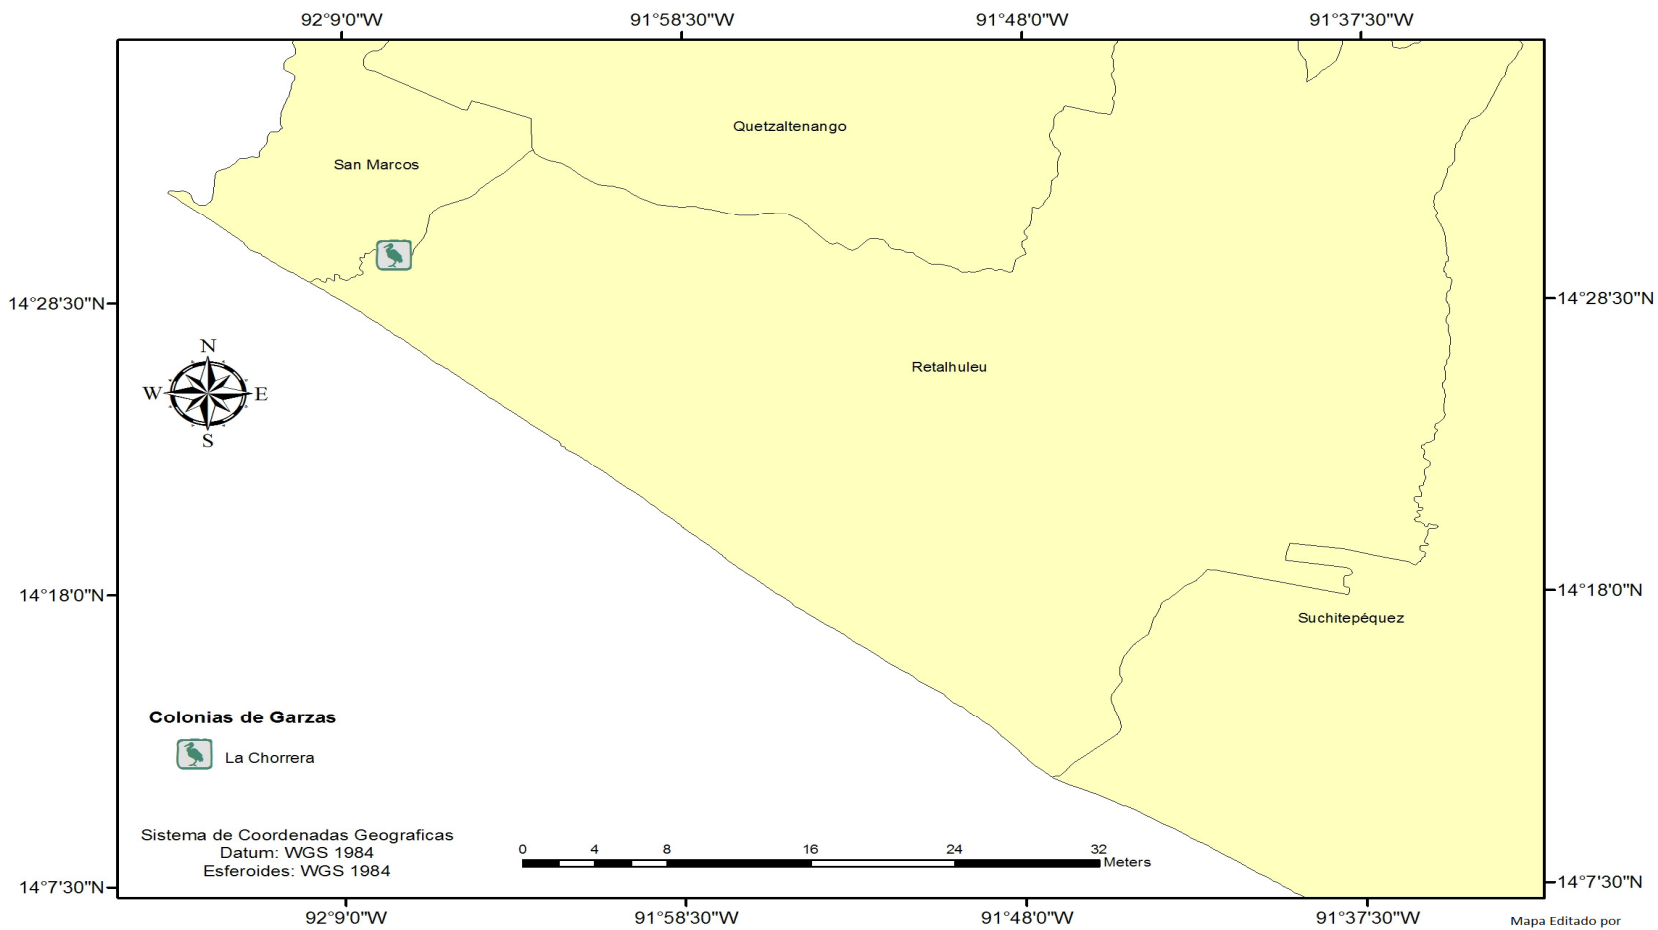 92°9'0"W
91°58'30"W
91°48'0"W
91°37'30"W
Quetzaltenango
San Marcos
14°28'30"N
14°28'30"N
N
W
E
S
Retalhuleu
14°18'0"N
14°18'0"N
Suchitepéquez
Colonias de Garzas
La Chorrera
Sistema de Coordenadas Geograficas
Datum: WGS 1984
Esferoides: WGS 1984
0 4 8 16 24 32
Meters
14°7'30"N
14°7'30"N
92°9'0"W
91°58'30"W
91°48'0"W
91°37'30"W
Mapa Editado por